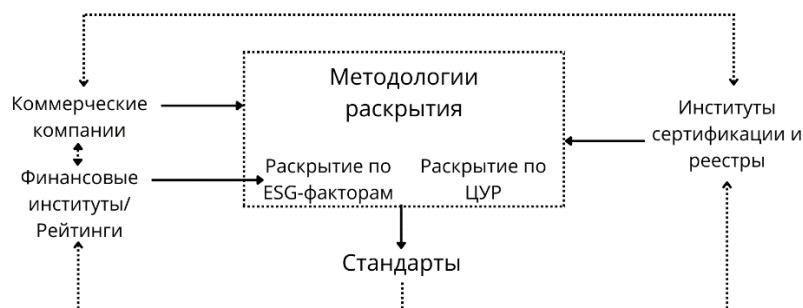 Методологии
раскрытия
Коммерческие
компании
Институты
сертификации и
реестры
Финансовые
институты/
Рейтинги
Раскрытие по
ESG-факторам
Раскрытие по
ЦУР
Стандарты